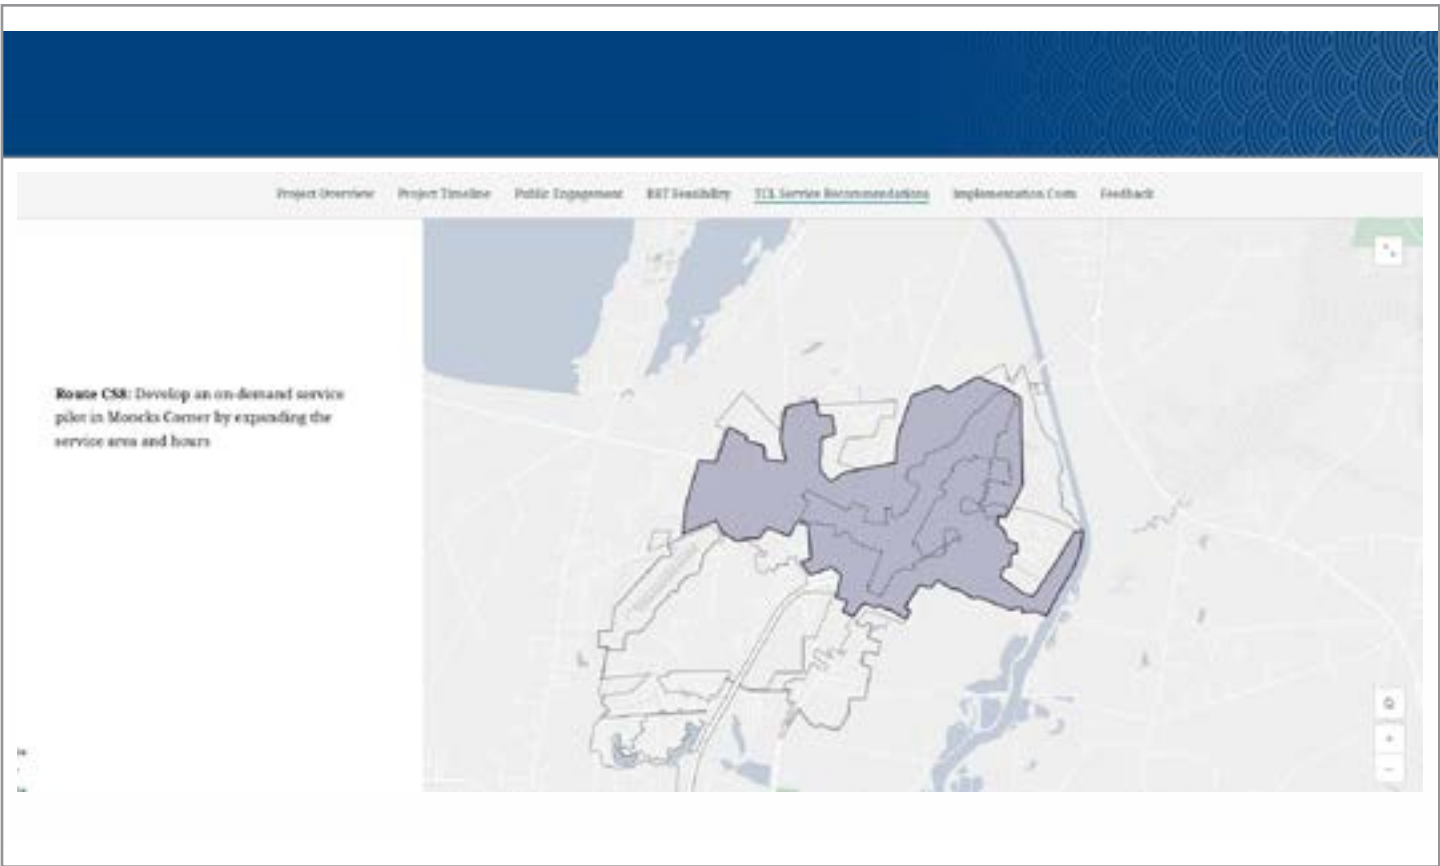 Project Overview Project Timeline Public Engagement BRT Feasibility TCL Service Recommendations Implementation Costs Feedback
Route CS8: Develop an on-demand service
pilot in Moncks Corner by expanding the
service area and hours